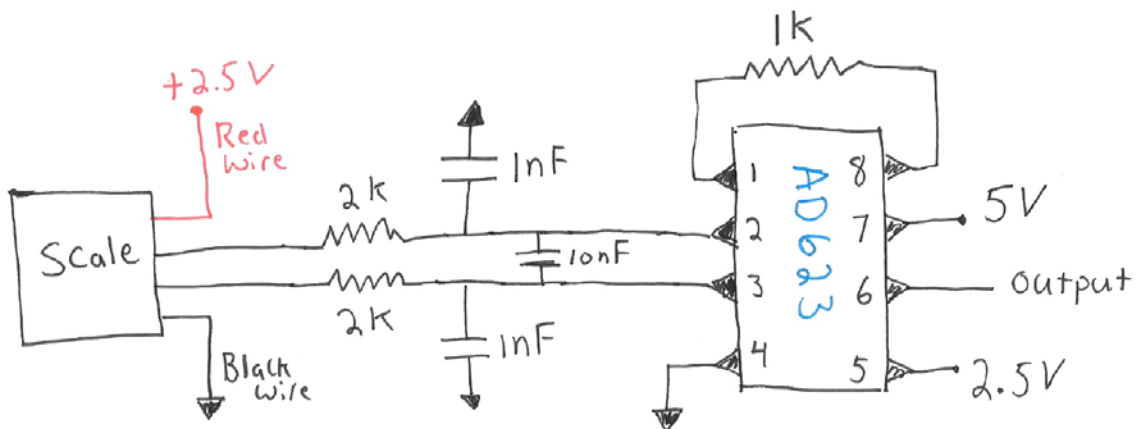 1K
+2.5V
Red
wire
1nF
2K
Scale
10nF
2K
1nF
Black
wire
AD623
1
2
3
4
8
7
6
5
5V
output
2.5V